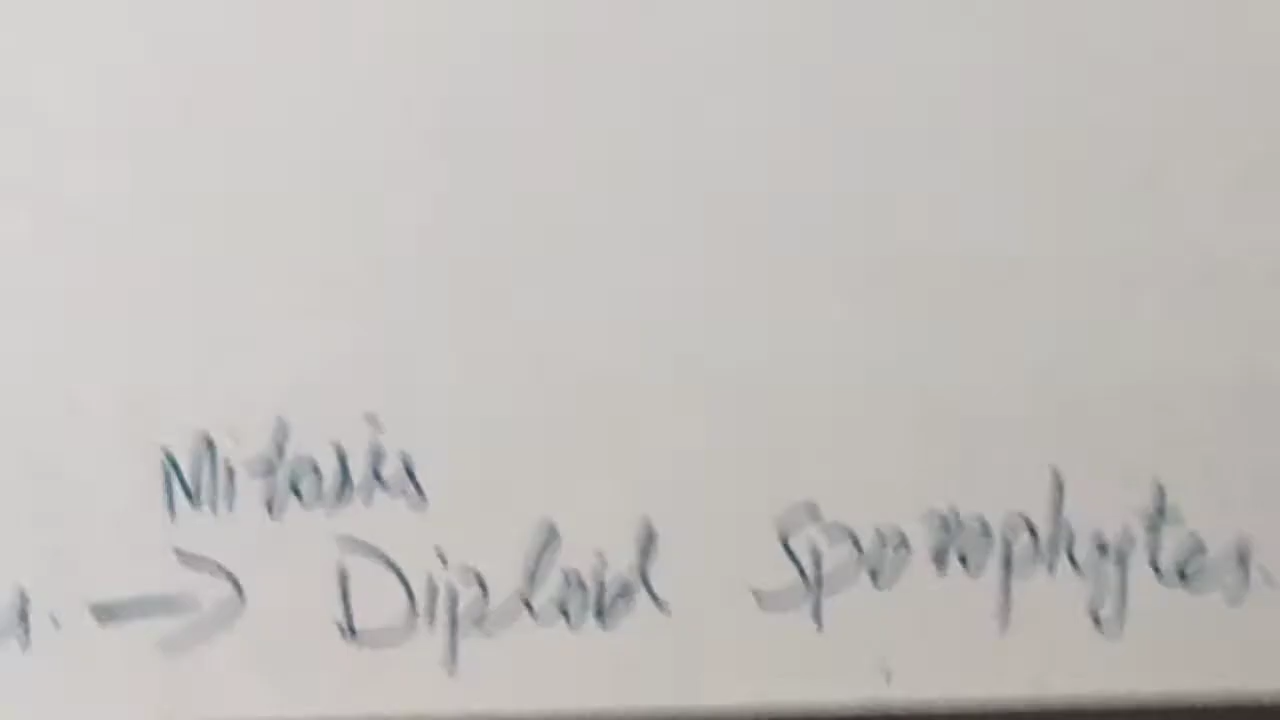 Mitosis
→ Diploid sporophytes.